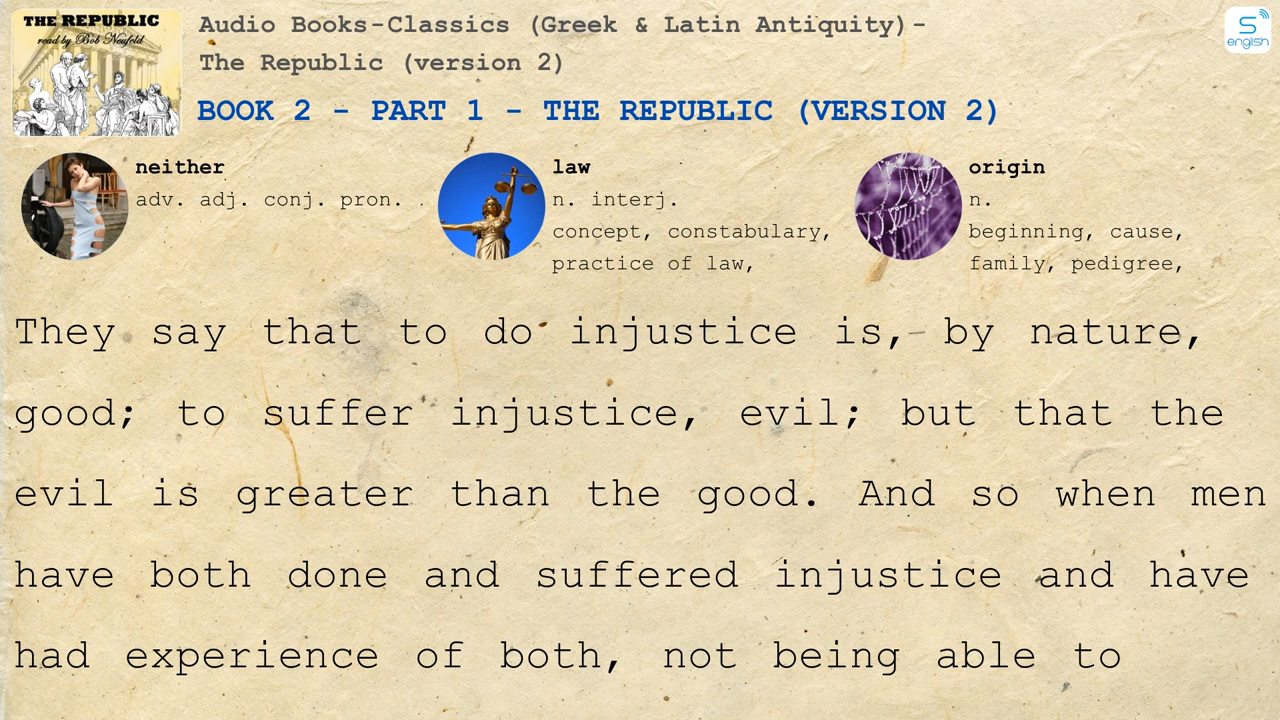 THE REPUBLIC
read by Bob Neufeld
Audio Books-Classics (Greek & Latin Antiquity)-
The Republic (version 2)
BOOK 2 - PART 1 - THE REPUBLIC (VERSION 2)
S
english
neither
adv. adj. conj. pron. .
law
n. interj.
concept, constabulary,
practice of law,
origin
n.
beginning, cause,
family, pedigree,
They say that to do injustice is, by nature,
good; to suffer injustice, evil; but that the
evil is greater than the good. And so when men
have both done and suffered injustice and have
had experience of both, not being able to